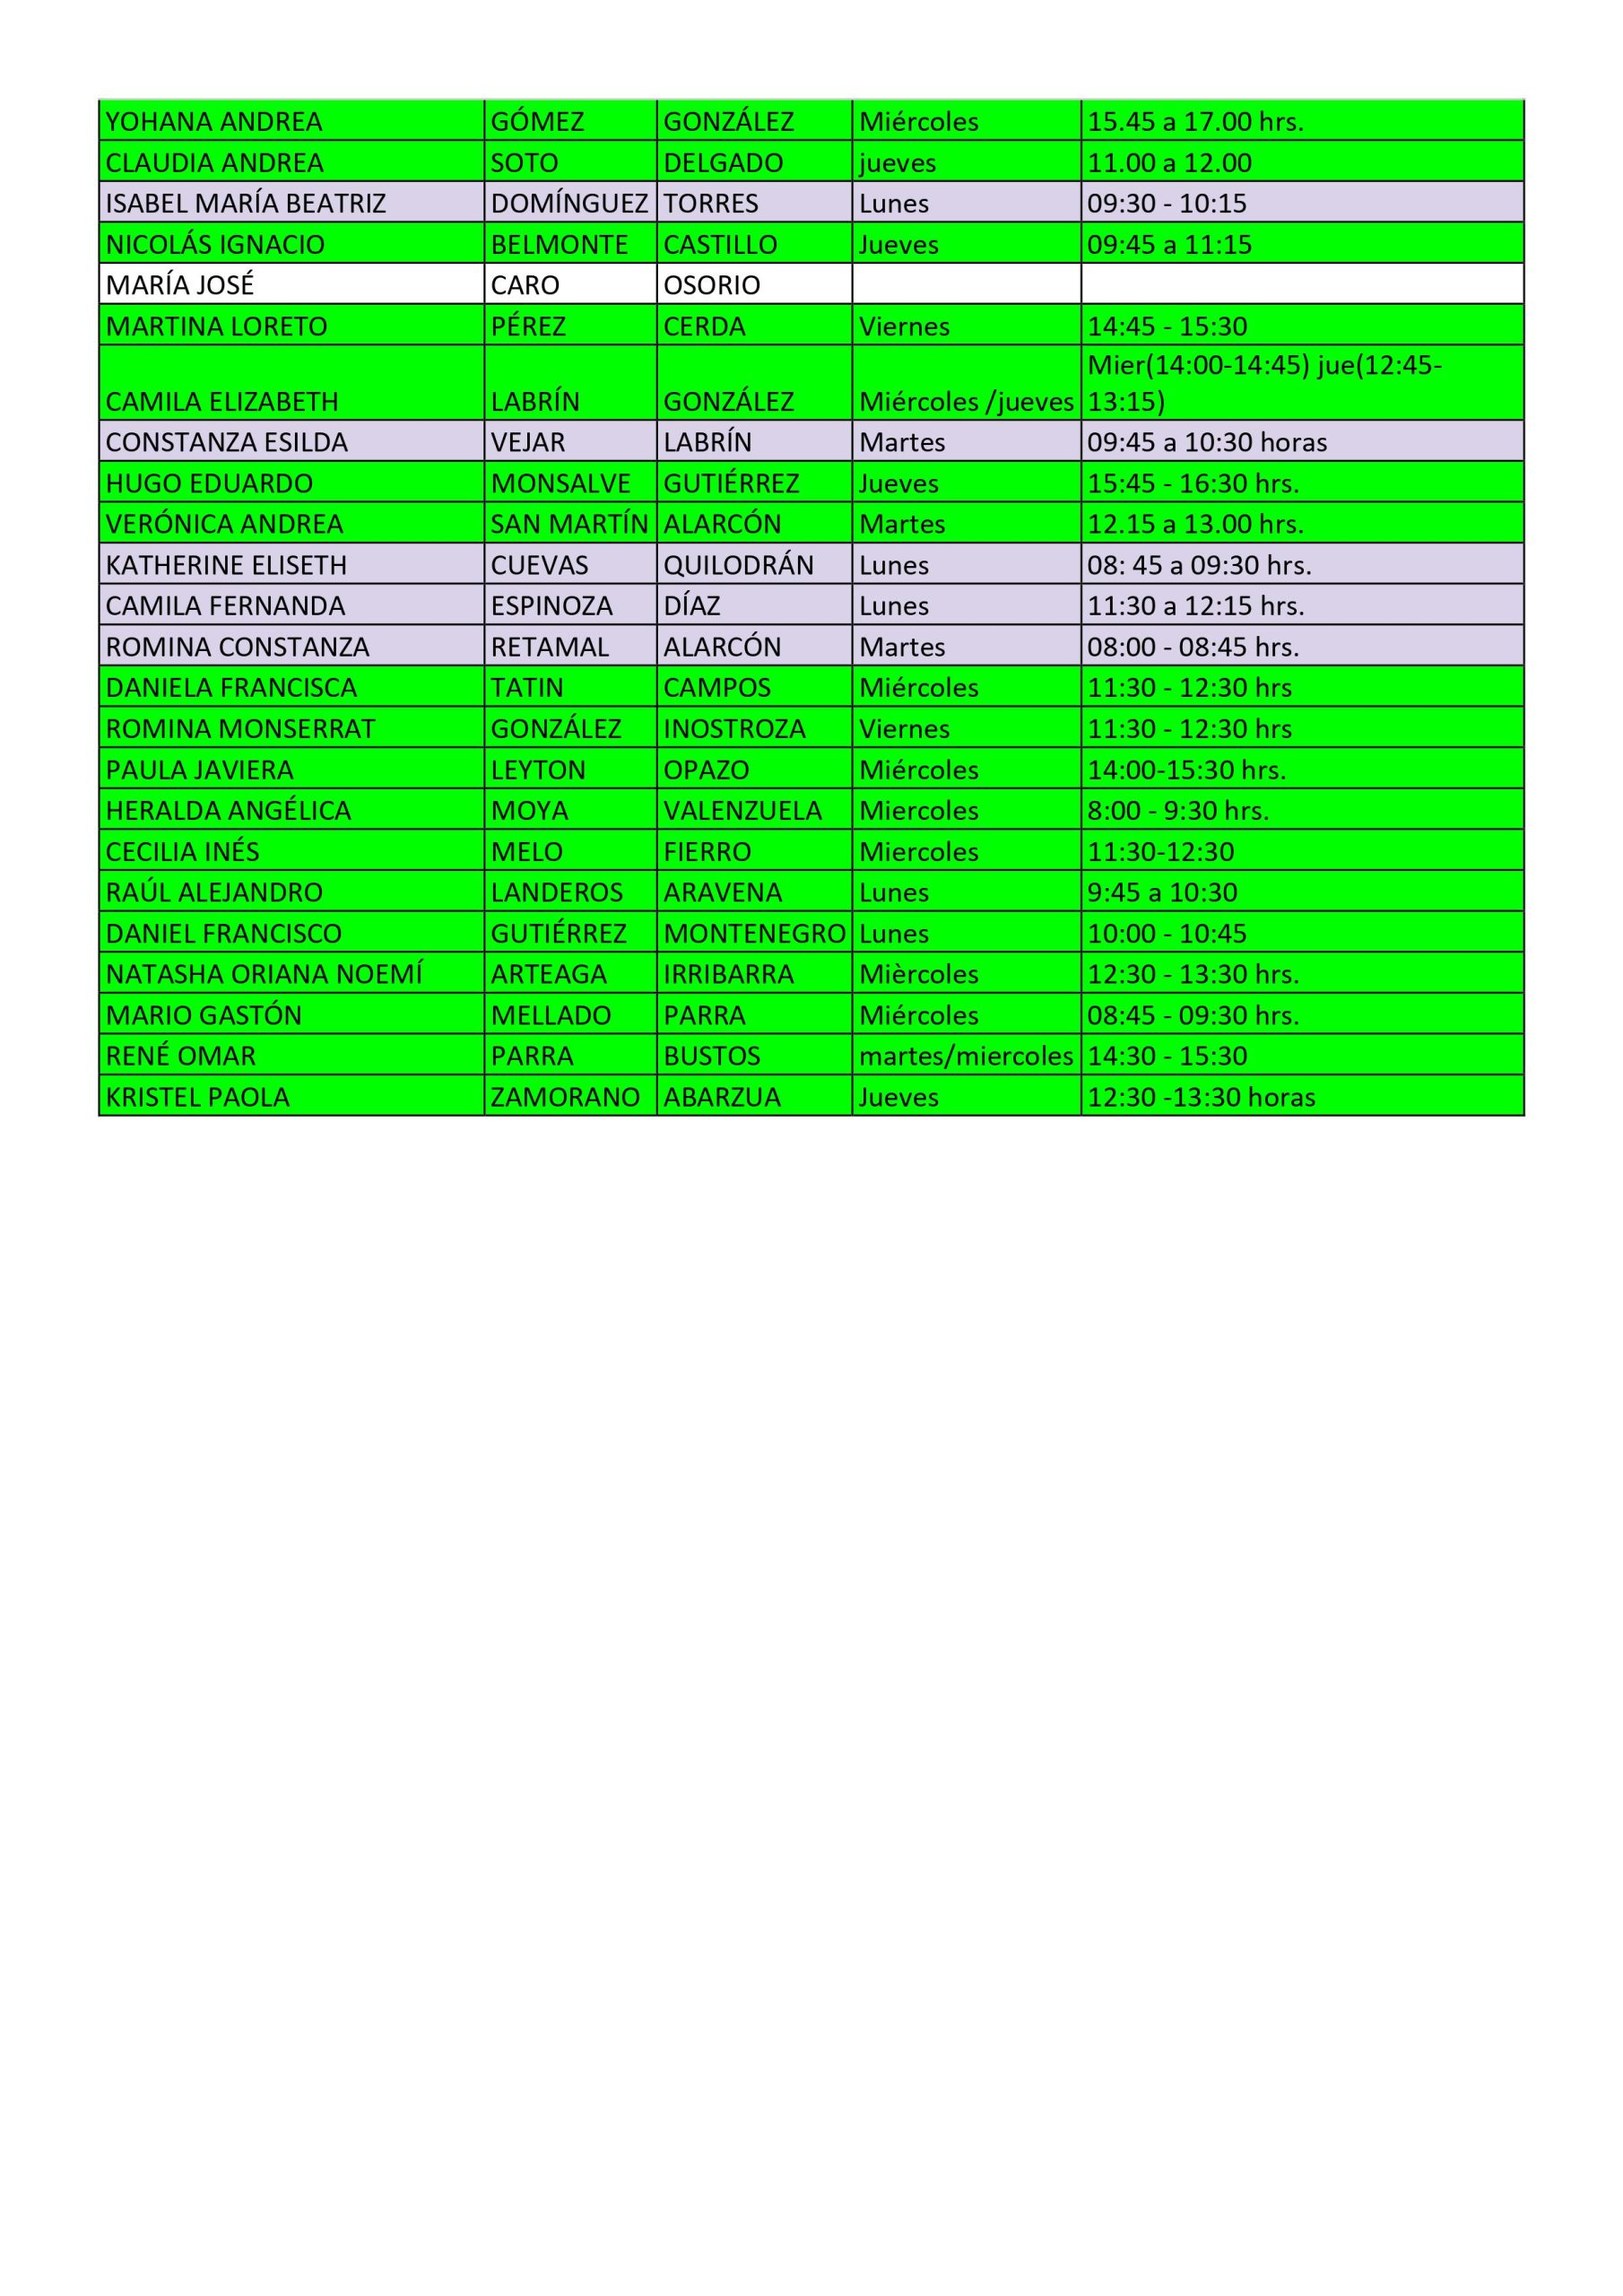 YOHANA ANDREA GÓMEZ GONZÁLEZ Miércoles 15.45 a 17.00 hrs.
CLAUDIA ANDREA SOTO DELGADO jueves 11.00 a 12.00
ISABEL MARÍA BEATRIZ DOMÍNGUEZ TORRES Lunes 09:30 - 10:15
NICOLÁS IGNACIO BELMONTE CASTILLO Jueves 09:45 a 11:15
MARÍA JOSÉ CARO OSORIO
MARTINA LORETO PÉREZ CERDA Viernes 14:45 - 15:30
Mier(14:00-14:45) jue(12:45-
CAMILA ELIZABETH LABRÍN GONZÁLEZ Miércoles /jueves 13:15)
CONSTANZA ESILDA VEJAR LABRÍN Martes 09:45 a 10:30 horas
HUGO EDUARDO MONSALVE GUTIÉRREZ Jueves 15:45 - 16:30 hrs.
VERÓNICA ANDREA SAN MARTÍN ALARCÓN Martes 12.15 a 13.00 hrs.
KATHERINE ELISETH CUEVAS QUILODRÁN Lunes 08: 45 a 09:30 hrs.
CAMILA FERNANDA ESPINOZA DÍAZ Lunes 11:30 a 12:15 hrs.
ROMINA CONSTANZA RETAMAL ALARCÓN Martes 08:00 - 08:45 hrs.
DANIELA FRANCISCA TATIN CAMPOS Miércoles 11:30 - 12:30 hrs
ROMINA MONSERRAT GONZÁLEZ INOSTROZA Viernes 11:30 - 12:30 hrs
PAULA JAVIERA LEYTON OPAZO Miércoles 14:00-15:30 hrs.
HERALDA ANGÉLICA MOYA VALENZUELA Miercoles 8:00 - 9:30 hrs.
CECILIA INÉS MELO FIERRO Miercoles 11:30-12:30
RAÚL ALEJANDRO LANDEROS ARAVENA Lunes 9:45 a 10:30
DANIEL FRANCISCO GUTIÉRREZ MONTENEGRO Lunes 10:00 - 10:45
NATASHA ORIANA NOEMÍ ARTEAGA IRRIBARRA Mièrcoles 12:30 - 13:30 hrs.
MARIO GASTÓN MELLADO PARRA Miércoles 08:45 - 09:30 hrs.
RENÉ OMAR PARRA BUSTOS martes/miercoles 14:30 - 15:30
KRISTEL PAOLA ZAMORANO ABARZUA Jueves 12:30 -13:30 horas